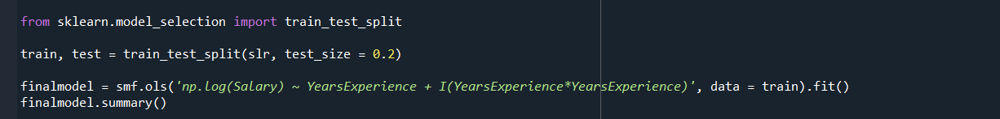 from sklearn.model_selection import train_test_split
train, test = train_test_split(slr, test_size = 0.2)
finalmodel = smf.ols('np.log(Salary) ~ YearsExperience + I(YearsExperience*YearsExperience)', data = train).fit()
finalmodel.summary()